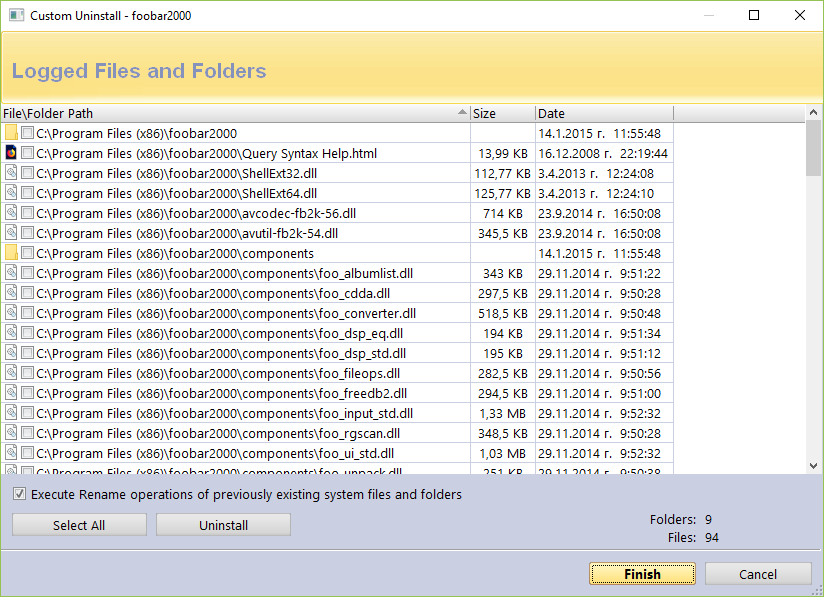 Custom Uninstall - foobar2000
Logged Files and Folders
File\Folder Path Size Date
C:\Program Files (x86)\foobar2000 14.1.2015 г. 11:55:48
C:\Program Files (x86)\foobar2000\Query Syntax Help.html 13,99 KB 16.12.2008 г. 22:19:44
C:\Program Files (x86)\foobar2000\ShellExt32.dll 112,77 KB 3.4.2013 г. 12:24:08
C:\Program Files (x86)\foobar2000\ShellExt64.dll 125,77 KB 3.4.2013 г. 12:24:10
C:\Program Files (x86)\foobar2000\avcodec-fb2k-56.dll 714 KB 23.9.2014 г. 16:50:08
C:\Program Files (x86)\foobar2000\avutil-fb2k-54.dll 345,5 KB 23.9.2014 г. 16:50:08
C:\Program Files (x86)\foobar2000\components 14.1.2015 г. 11:55:48
C:\Program Files (x86)\foobar2000\components\foo_albumlist.dll 343 KB 29.11.2014 г. 9:51:22
C:\Program Files (x86)\foobar2000\components\foo_cdda.dll 297,5 KB 29.11.2014 г. 9:50:28
C:\Program Files (x86)\foobar2000\components\foo_converter.dll 518,5 KB 29.11.2014 г. 9:50:48
C:\Program Files (x86)\foobar2000\components\foo_dsp_eq.dll 194 KB 29.11.2014 г. 9:51:34
C:\Program Files (x86)\foobar2000\components\foo_dsp_std.dll 195 KB 29.11.2014 г. 9:51:12
C:\Program Files (x86)\foobar2000\components\foo_fileops.dll 282,5 KB 29.11.2014 г. 9:50:56
C:\Program Files (x86)\foobar2000\components\foo_freedb2.dll 294,5 KB 29.11.2014 г. 9:51:00
C:\Program Files (x86)\foobar2000\components\foo_input_std.dll 1,33 MB 29.11.2014 г. 9:52:32
C:\Program Files (x86)\foobar2000\components\foo_rgscan.dll 348,5 KB 29.11.2014 г. 9:50:28
C:\Program Files (x86)\foobar2000\components\foo_ui_std.dll 1,03 MB 29.11.2014 г. 9:52:32
C:\Program Files (x86)\foobar2000\components\foo_unpack.dll 251 KB 29.11.2014 г. 9:50:38
Execute Rename operations of previously existing system files and folders
Select All Uninstall
Folders: 9
Files: 94
Finish Cancel